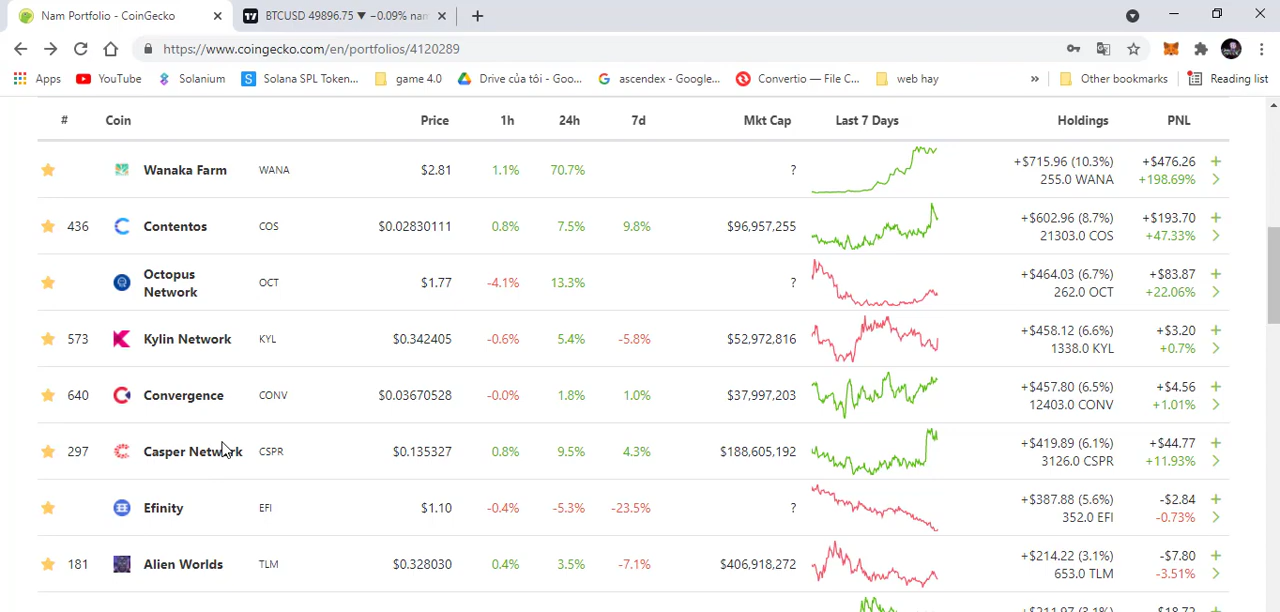 Nam Portfolio - CoinGecko
BTCUSD 49896.75 ▼ −0.09% nam
https://www.coingecko.com/en/portfolios/4120289
Apps YouTube Solanium Solana SPL Token... game 4.0 Drive của tôi - Goo... ascendex - Google... Convertio — File C... web hay » Other bookmarks Reading list
# Coin Price 1h 24h 7d Mkt Cap Last 7 Days Holdings PNL
Wanaka Farm WANA $2.81 1.1% 70.7% ? +$715.96 (10.3%) +$476.26 +
255.0 WANA +198.69%
436 Contentos COS $0.02830111 0.8% 7.5% 9.8% $96,957,255 +$602.96 (8.7%) +$193.70 +
21303.0 COS +47.33%
Octopus
Network OCT $1.77 -4.1% 13.3% ? +$464.03 (6.7%) +$83.87 +
262.0 OCT +22.06%
573 Kylin Network KYL $0.342405 -0.6% 5.4% -5.8% $52,972,816 +$458.12 (6.6%) +$3.20 +
1338.0 KYL +0.7%
640 Convergence CONV $0.03670528 -0.0% 1.8% 1.0% $37,997,203 +$457.80 (6.5%) +$4.56 +
12403.0 CONV +1.01%
297 Casper Network CSPR $0.135327 0.8% 9.5% 4.3% $188,605,192 +$419.89 (6.1%) +$44.77 +
3126.0 CSPR +11.93%
Efinity EFI $1.10 -0.4% -5.3% -23.5% ? +$387.88 (5.6%) -$2.84 +
352.0 EFI -0.73%
181 Alien Worlds TLM $0.328030 0.4% 3.5% -7.1% $406,918,272 +$214.22 (3.1%) -$7.80 +
653.0 TLM -3.51%